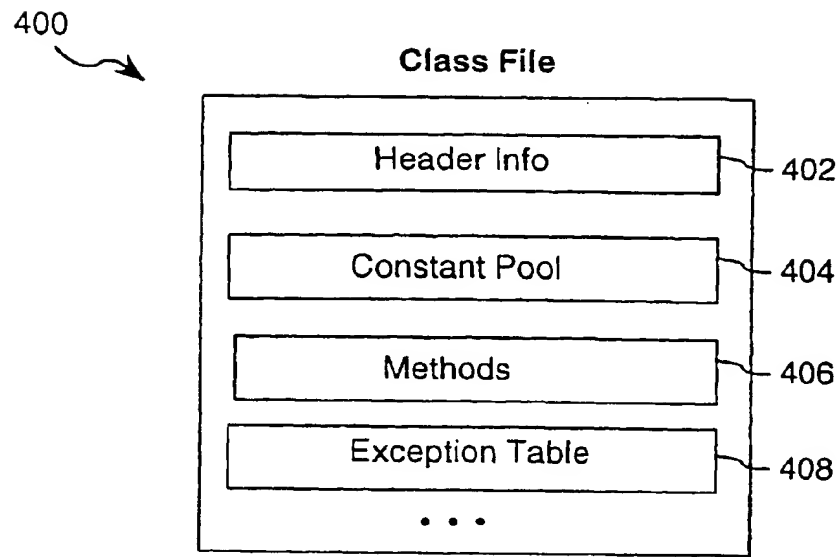 400
Class File
Header Info
402
Constant Pool
404
Methods
406
Exception Table
408
...